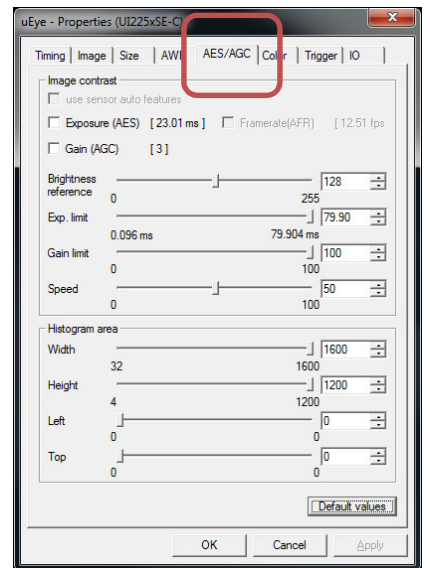 uEye - Properties (UI225xSE-C)
Timing Image Size AWB AES/AGC Color Trigger IO
Image contrast
use sensor auto features
Exposure (AES) [ 23.01 ms ] Framerate(AFR) [ 12.51 fps
Gain (AGC) [ 3 ]
Brightness reference 128
0 255
Exp. limit 79.90
0.096 ms 79.904 ms
Gain limit 100
0 100
Speed 50
0 100
Histogram area
Width 1600
32 1600
Height 1200
4 1200
Left 0
0 0
Top 0
0 0
Default values
OK Cancel Apply